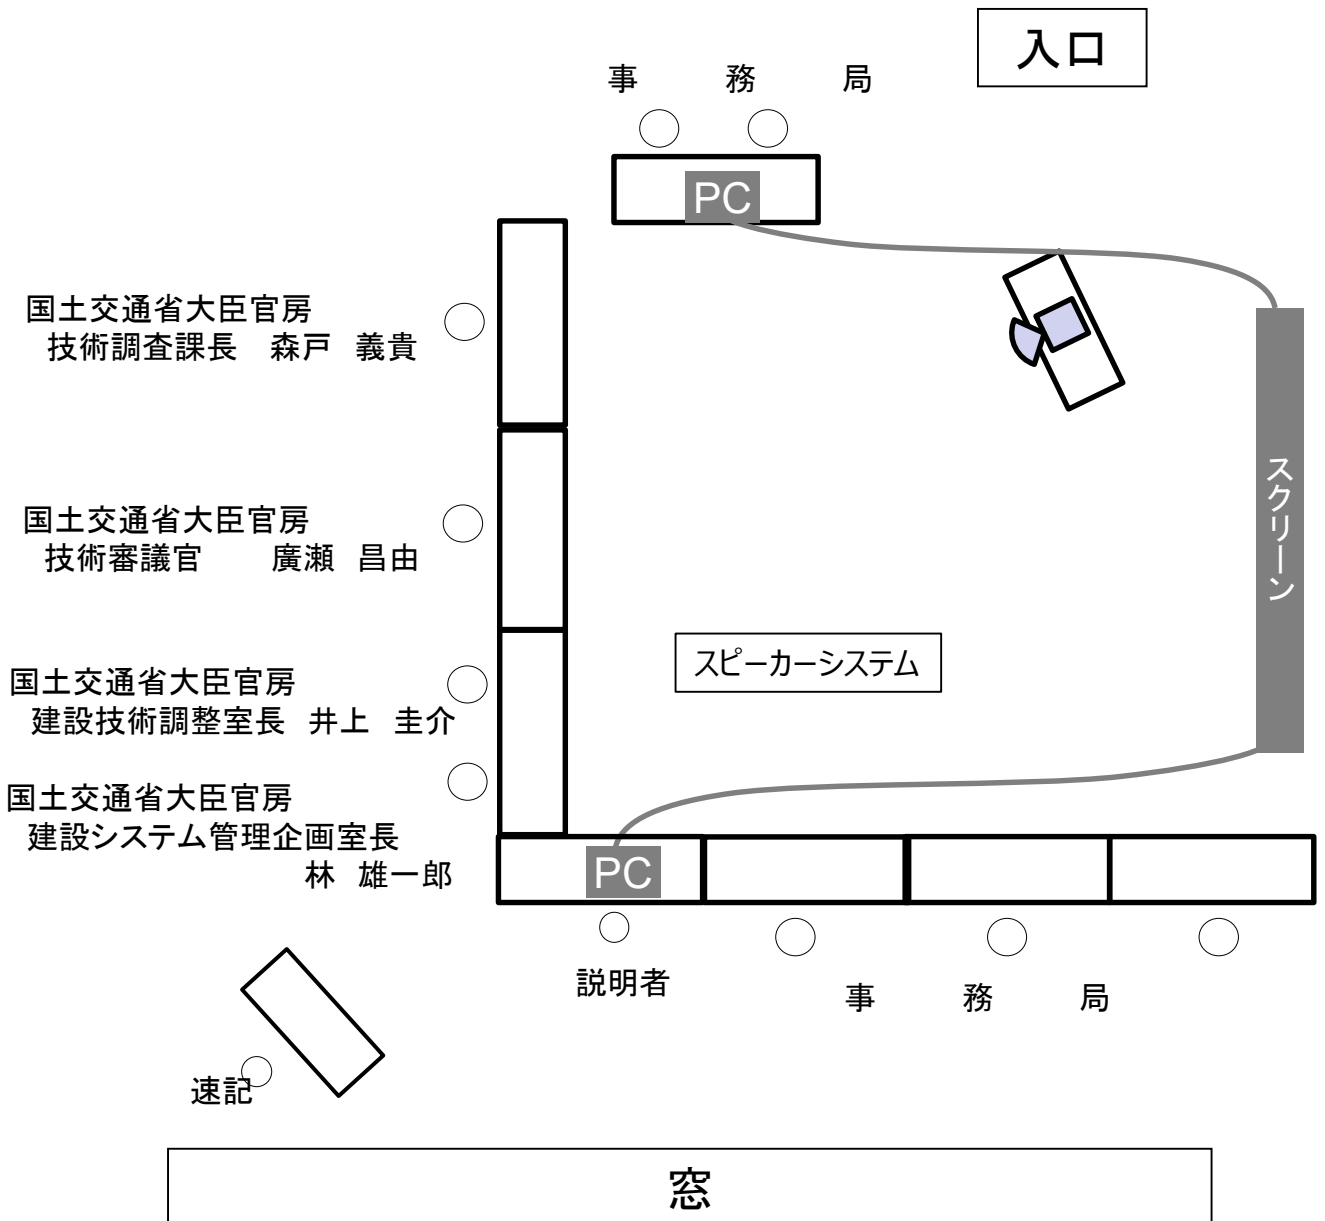 入口
事　務　局
PC
国土交通省大臣官房
技術調査課長　森戸　義貴
国土交通省大臣官房
技術審議官　　廣瀬　昌由
スクリーン
スピーカーシステム
国土交通省大臣官房
建設技術調整室長　井上　圭介
国土交通省大臣官房
建設システム管理企画室長
林　雄一郎
PC
説明者
事　務　局
速記
窓